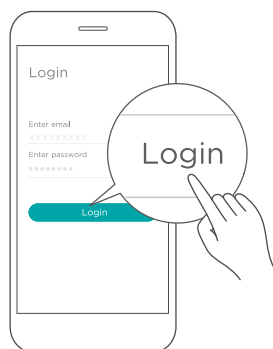 Login
Enter email
XXXXXXXXX
Enter password
********
Login
Login